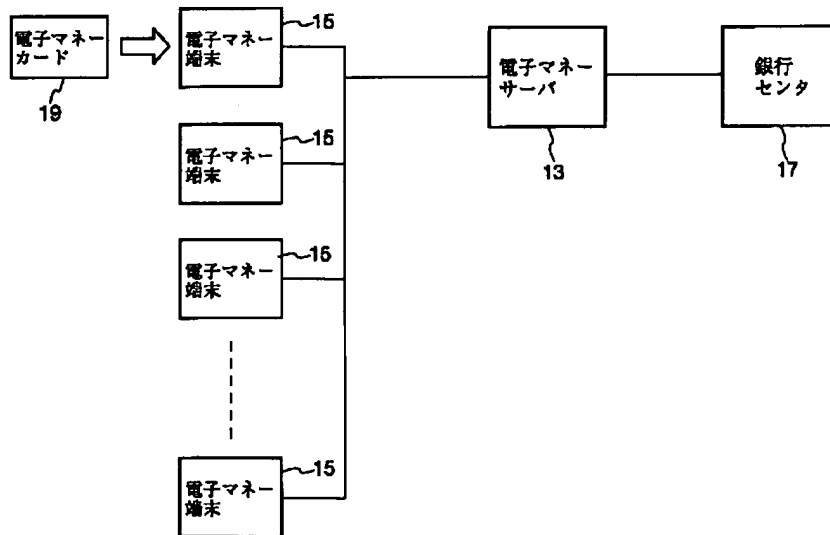 電子マネー
カード
19
電子マネー
端末
15
電子マネー
端末
15
電子マネー
端末
15
電子マネー
端末
15
電子マネー
サーバ
13
銀行
センタ
17